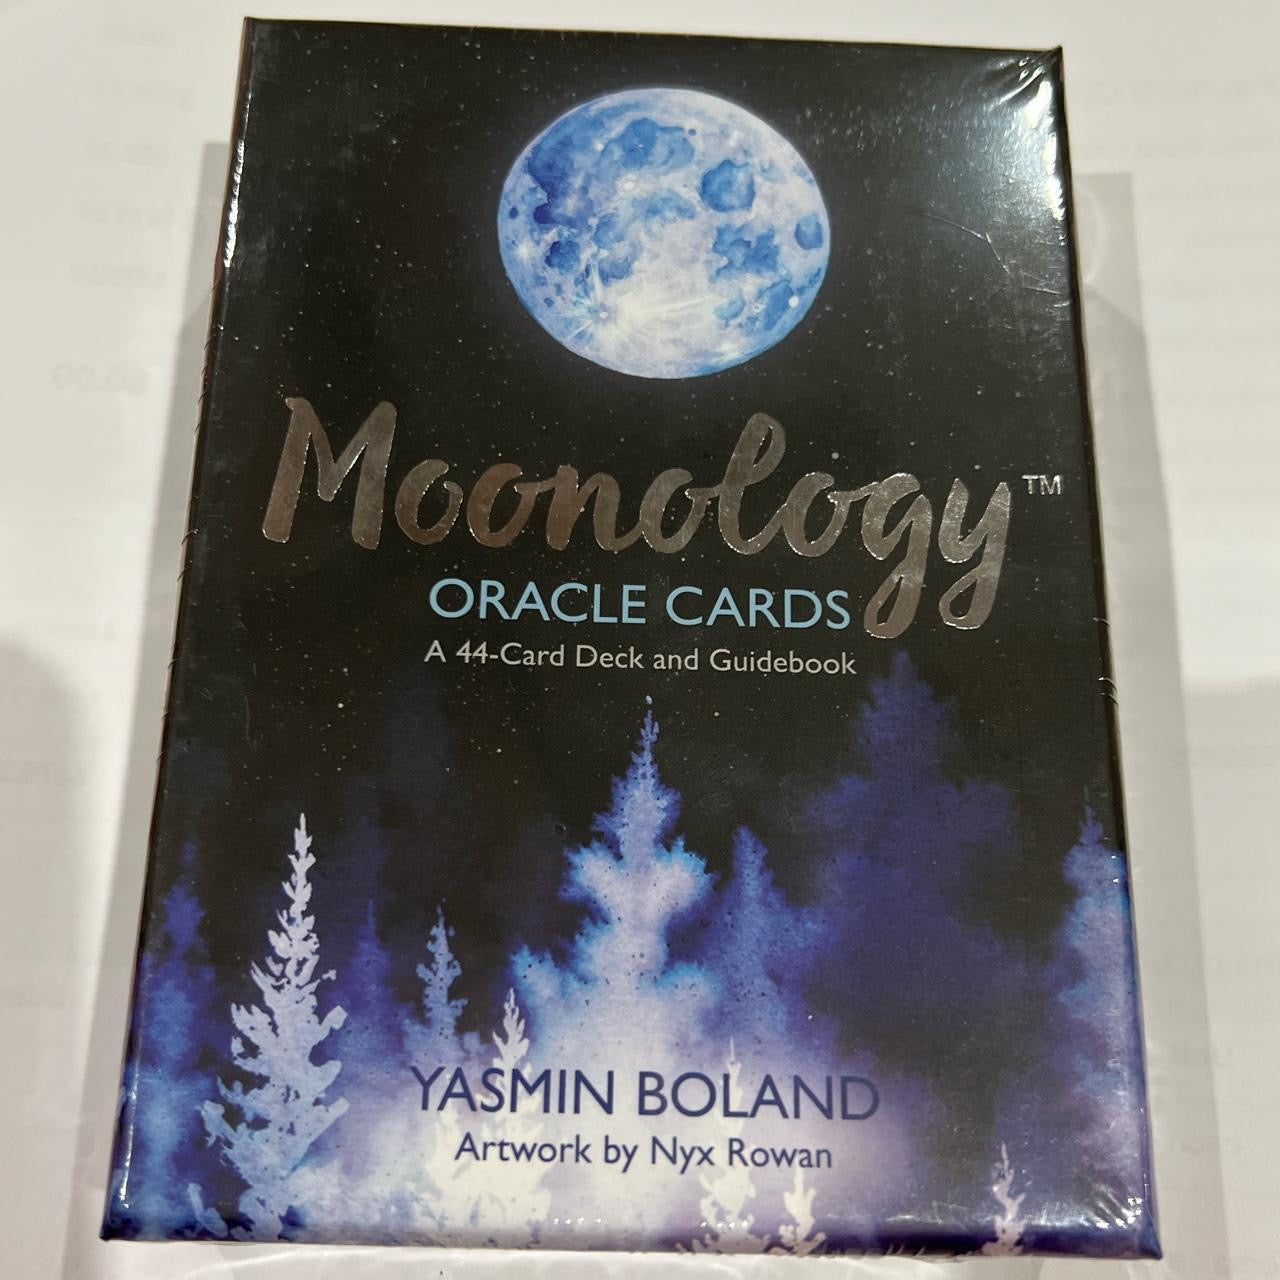 Moonology™
ORACLE CARDS
A 44-Card Deck and Guidebook
YASMIN BOLAND
Artwork by Nyx Rowan